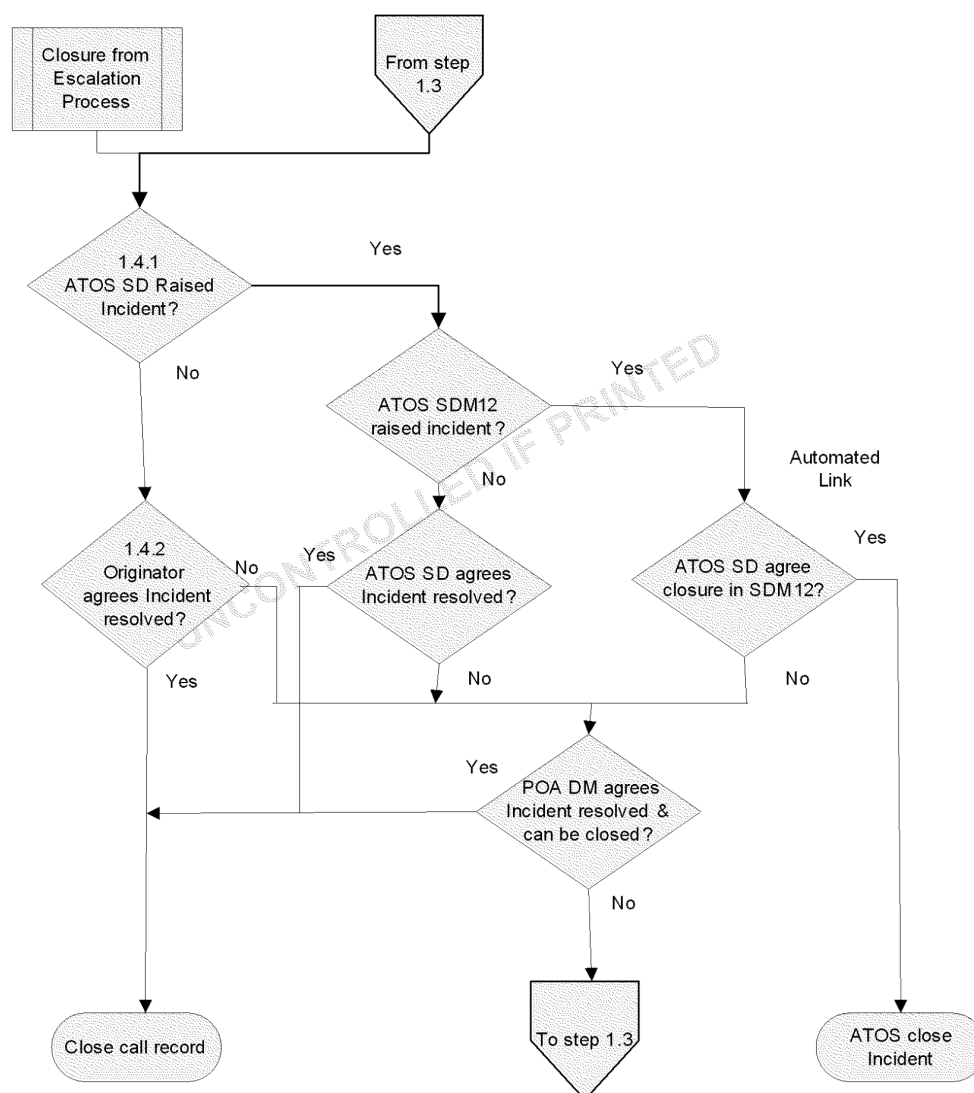 Closure from
Escalation
Process
From step
1.3
1.4.1
ATOS SD Raised
Incident?
Yes
No
ATOS SDM12
raised incident?
Yes
No
Automated
Link
1.4.2
Originator
agrees Incident
resolved?
No
Yes
Yes
ATOS SD agrees
Incident resolved?
No
ATOS SD agree
closure in SDM12?
Yes
No
UNCONTROLLED IF PRINTED
Yes
POA DM agrees
Incident resolved &
can be closed?
No
Close call record
To step 1.3
ATOS close
Incident